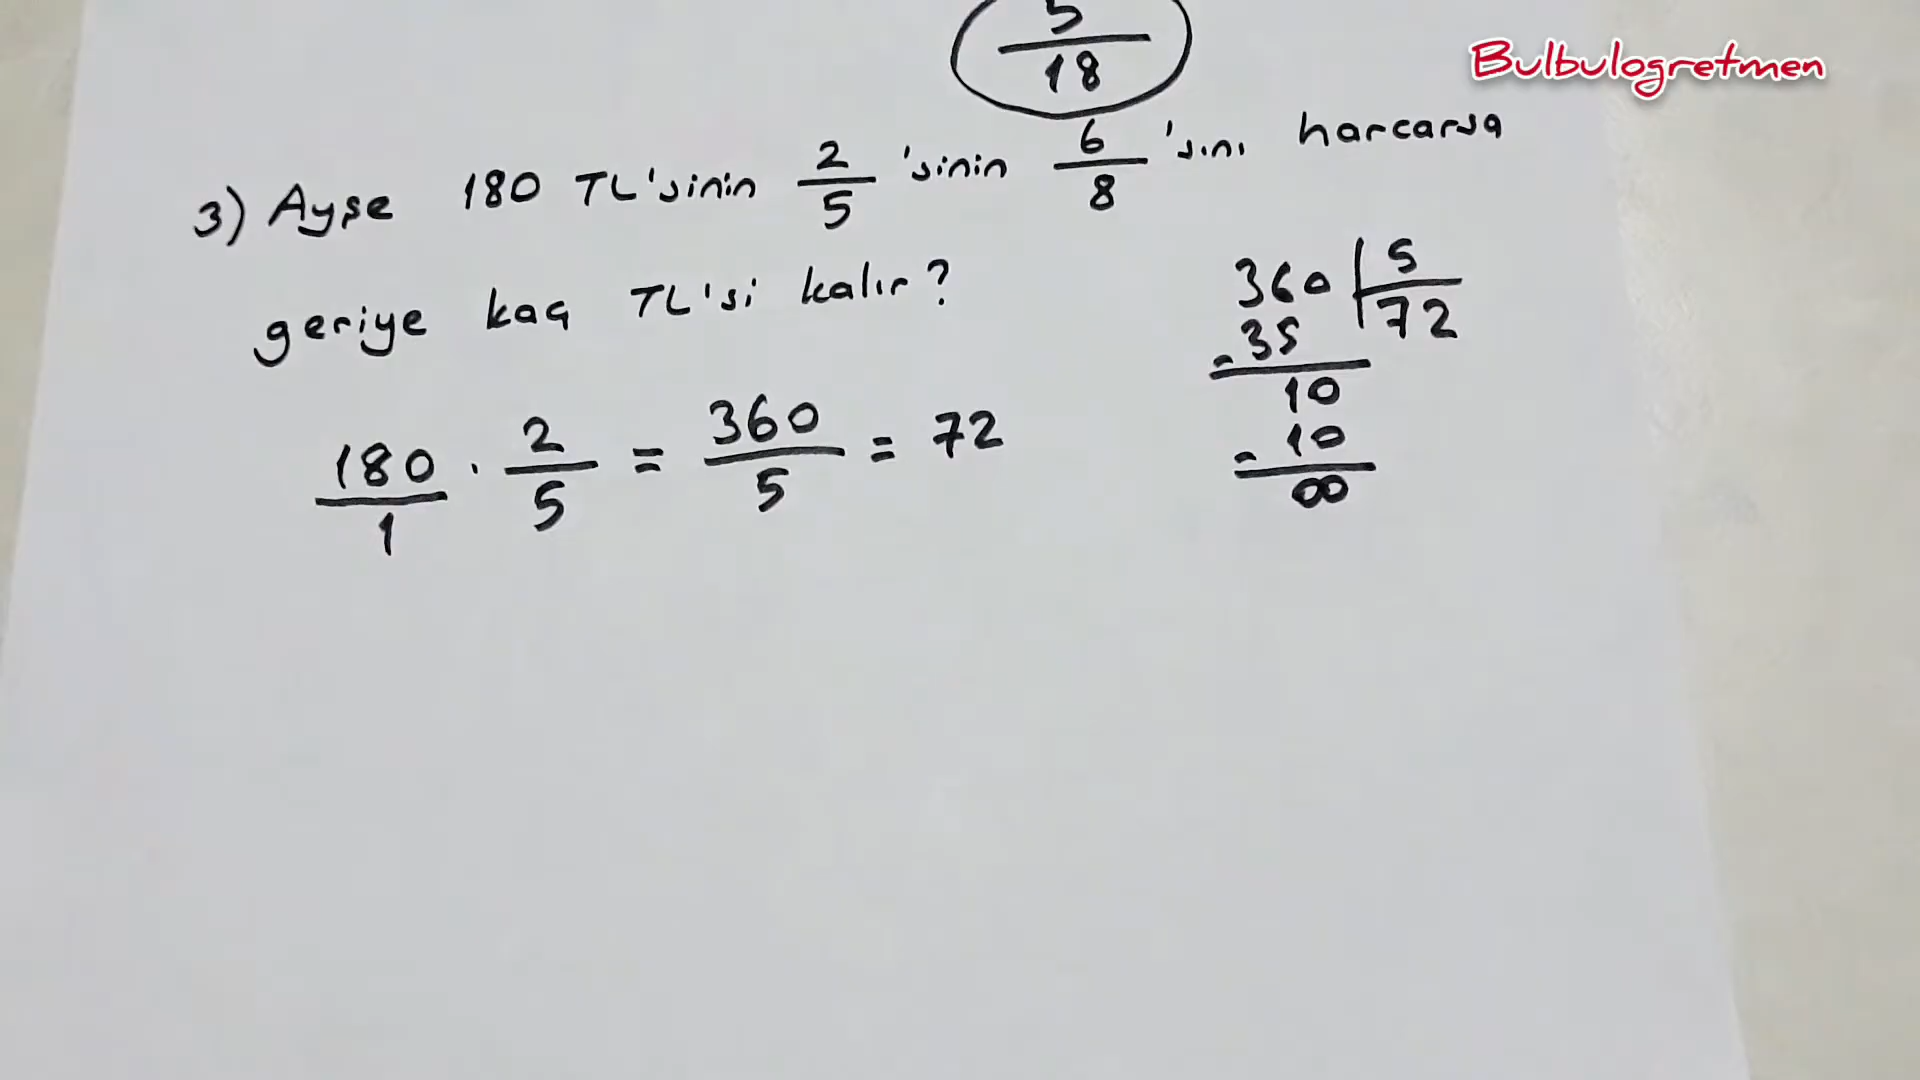 5/18
Bulbulogretmen
3) Ayşe 180 TL'sinin 2/5 'sinin 6/8 'sını harcarsa
geriye kaç TL'si kalır?
180/1 . 2/5 = 360/5 = 72
360 | 5
72
- 35
10
- 10
00